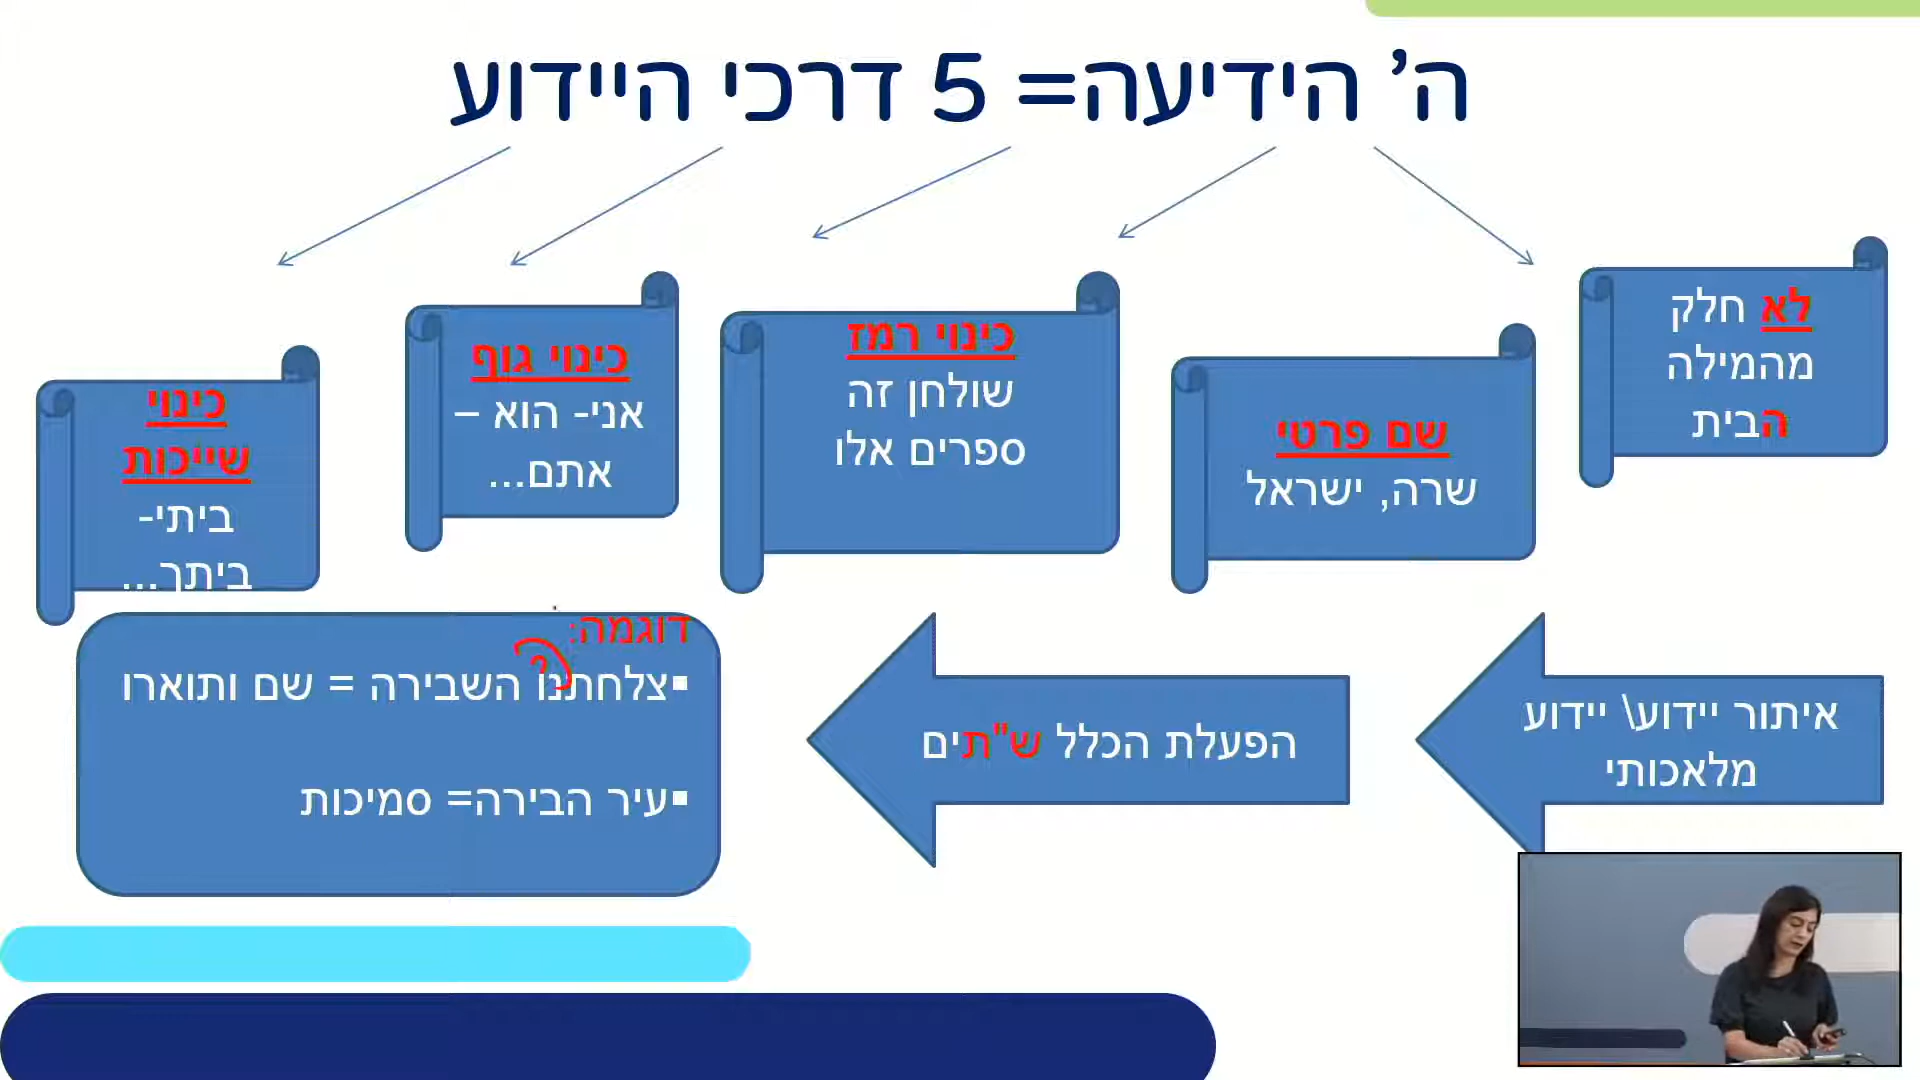 ה' הידיעה= 5 דרכי היידוע
לא חלק
מהמילה
הבית
שם פרטי
שרה, ישראל
כינוי רמז
שולחן זה
ספרים אלו
כינוי גוף
אני- הוא –
אתם...
כינוי
שייכות
ביתי-
ביתך...
איתור יידוע\ יידוע
מלאכותי
הפעלת הכלל ש"תים
דוגמה:
▪צלחתנו השבירה = שם ותוארו
▪עיר הבירה= סמיכות